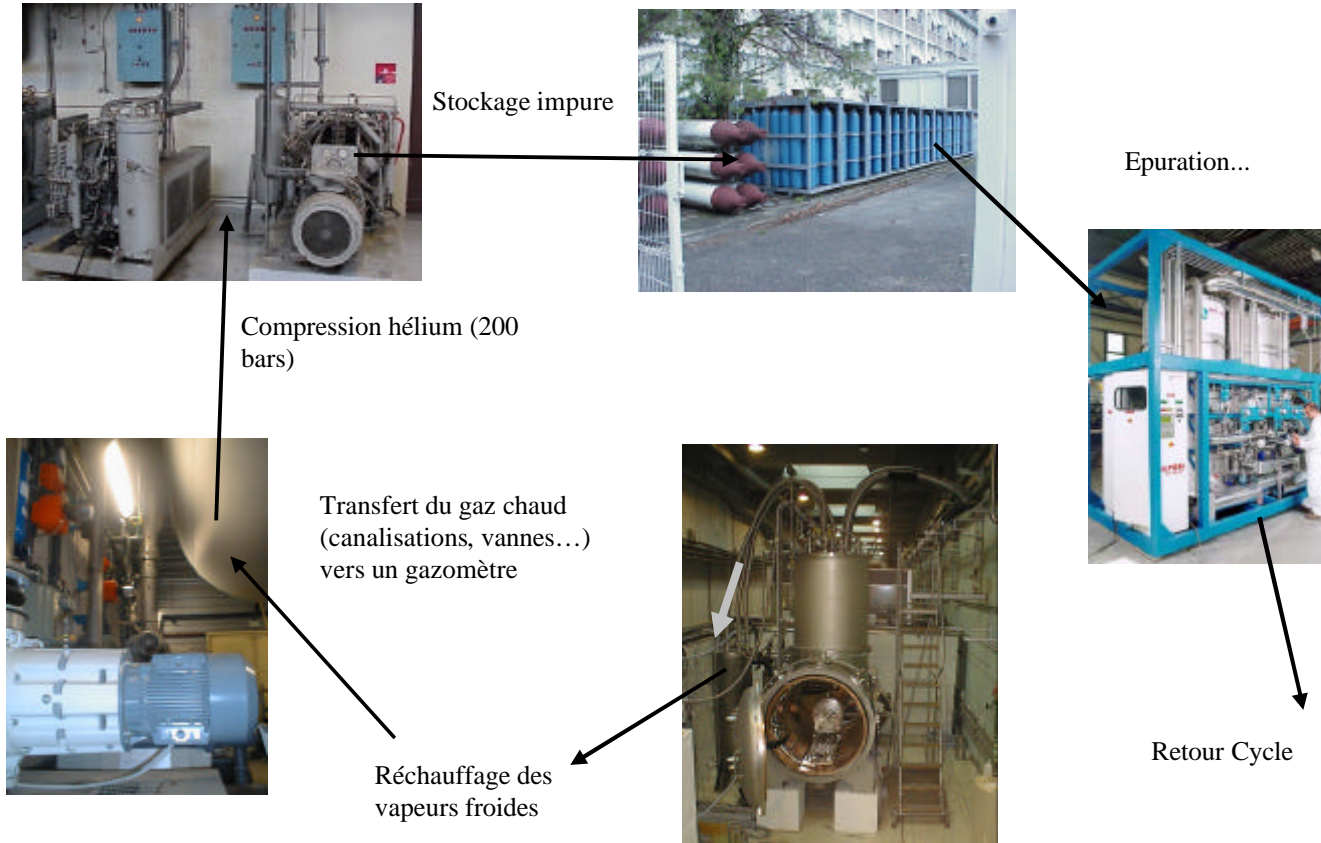 Stockage impure
Epuration...
Compression hélium (200
bars)
Transfert du gaz chaud
(canalisations, vannes…)
vers un gazomètre
Réchauffage des
vapeurs froides
Retour Cycle